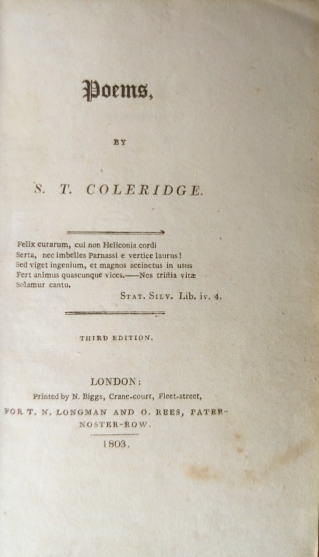 Poems,
BY
S. T. COLERIDGE.
Felix curarum, cui non Heliconia cordi
Serta, nec imbelles Parnassi e vertice laurus!
Sed viget ingenium, et magnos accinctus in usus
Fert animus quascunque vices.——Nos tristia vitæ
Solamur cantu.
STAT. SILV. Lib. iv. 4.
THIRD EDITION.
LONDON:
Printed by N. Biggs, Crane-court, Fleet-street,
FOR T. N. LONGMAN AND O. REES, PATER-
NOSTER-ROW.
1803.